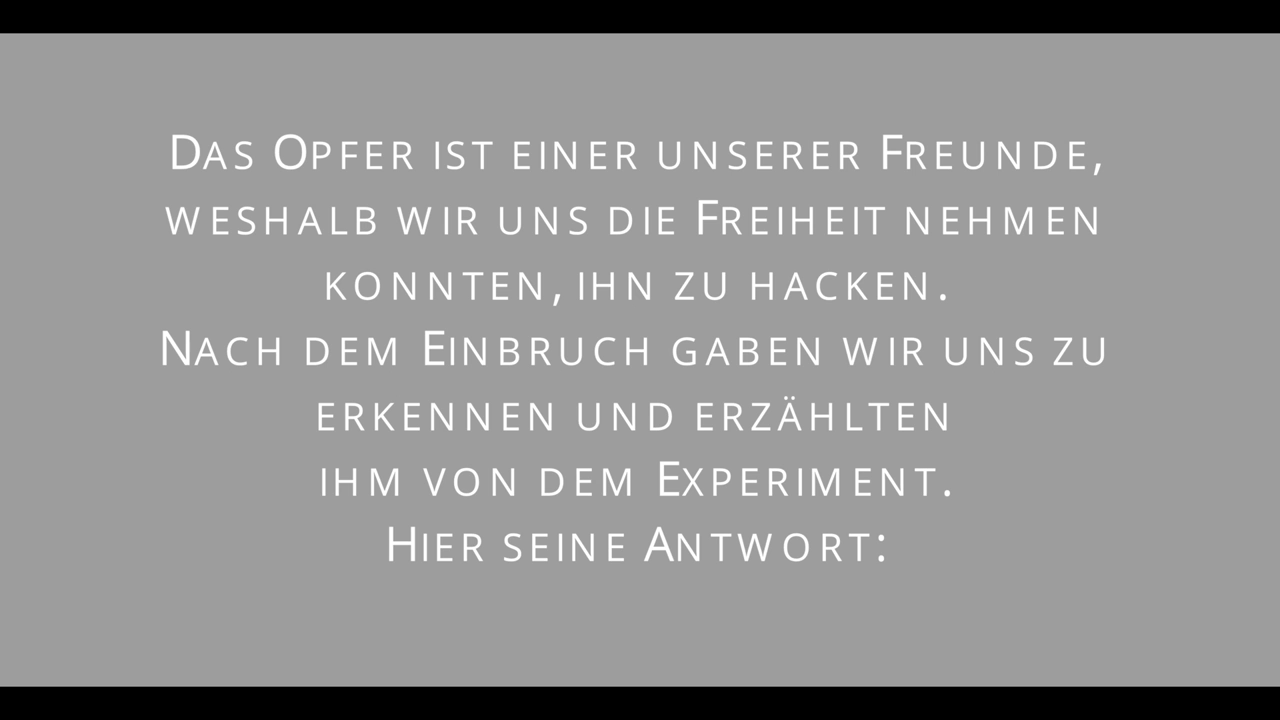 Das Opfer ist einer unserer Freunde,
weshalb wir uns die Freiheit nehmen
konnten, ihn zu hacken.
Nach dem Einbruch gaben wir uns zu
erkennen und erzählten
ihm von dem Experiment.
Hier seine Antwort: